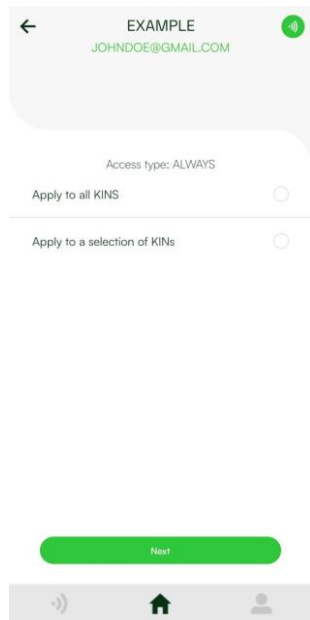 EXAMPLE
JOHNDOE@GMAIL.COM
Access type: ALWAYS
Apply to all KINS
Apply to a selection of KINs
Next